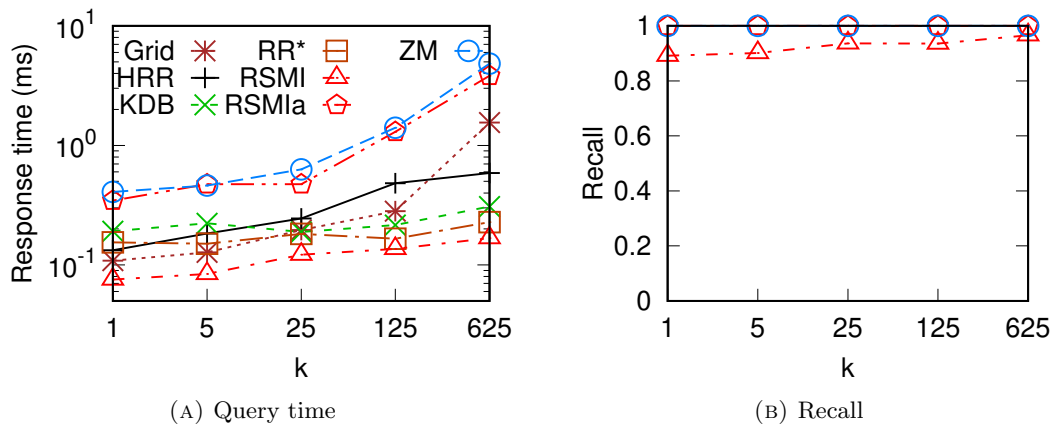 Response time (ms)
10^1
10^0
10^-1
Grid
HRR
KDB
RR*
RSMI
RSMIa
ZM
1 5 25 125 625
k
(A) Query time
Recall
1
0.8
0.6
0.4
0.2
0
1 5 25 125 625
k
(B) Recall